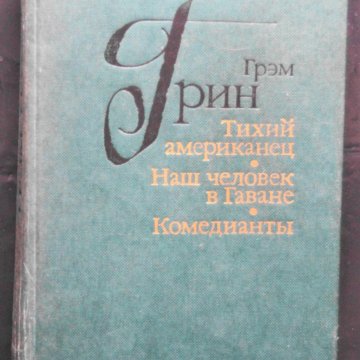 Грэм
Грин
Тихий
американец
•
Наш человек
в Гаване
•
Комедианты